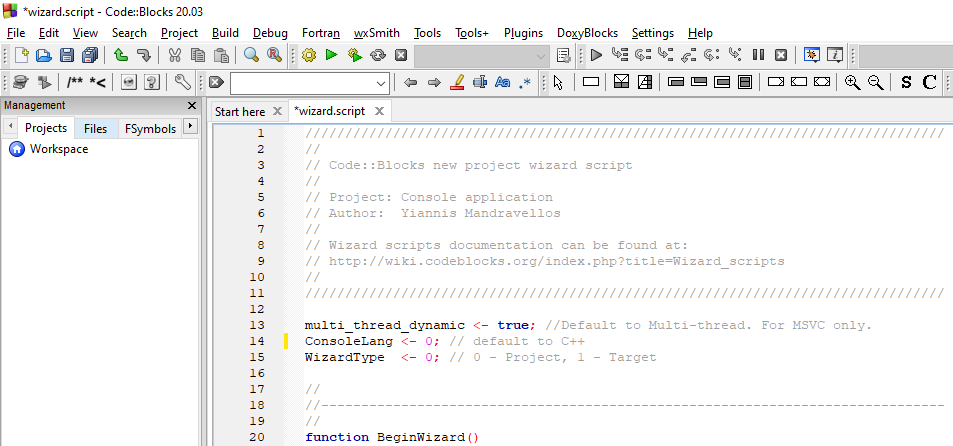 *wizard.script - Code::Blocks 20.03
File Edit View Search Project Build Debug Fortran wxSmith Tools Tools+ Plugins DoxyBlocks Settings Help
/** *<
Aa .*
S C
Management
Projects Files FSymbols
Workspace
Start here *wizard.script
1 ////////////////////////////////////////////////////////////////////////////////
2 //
3 // Code::Blocks new project wizard script
4 //
5 // Project: Console application
6 // Author:  Yiannis Mandravellos
7 //
8 // Wizard scripts documentation can be found at:
9 // http://wiki.codeblocks.org/index.php?title=Wizard_scripts
10 //
11 ////////////////////////////////////////////////////////////////////////////////
12
13 multi_thread_dynamic <- true; //Default to Multi-thread. For MSVC only.
14 ConsoleLang <- 0; // default to C++
15 WizardType  <- 0; // 0 - Project, 1 - Target
16
17 //
18 //------------------------------------------------------------------------------
19 //
20 function BeginWizard()